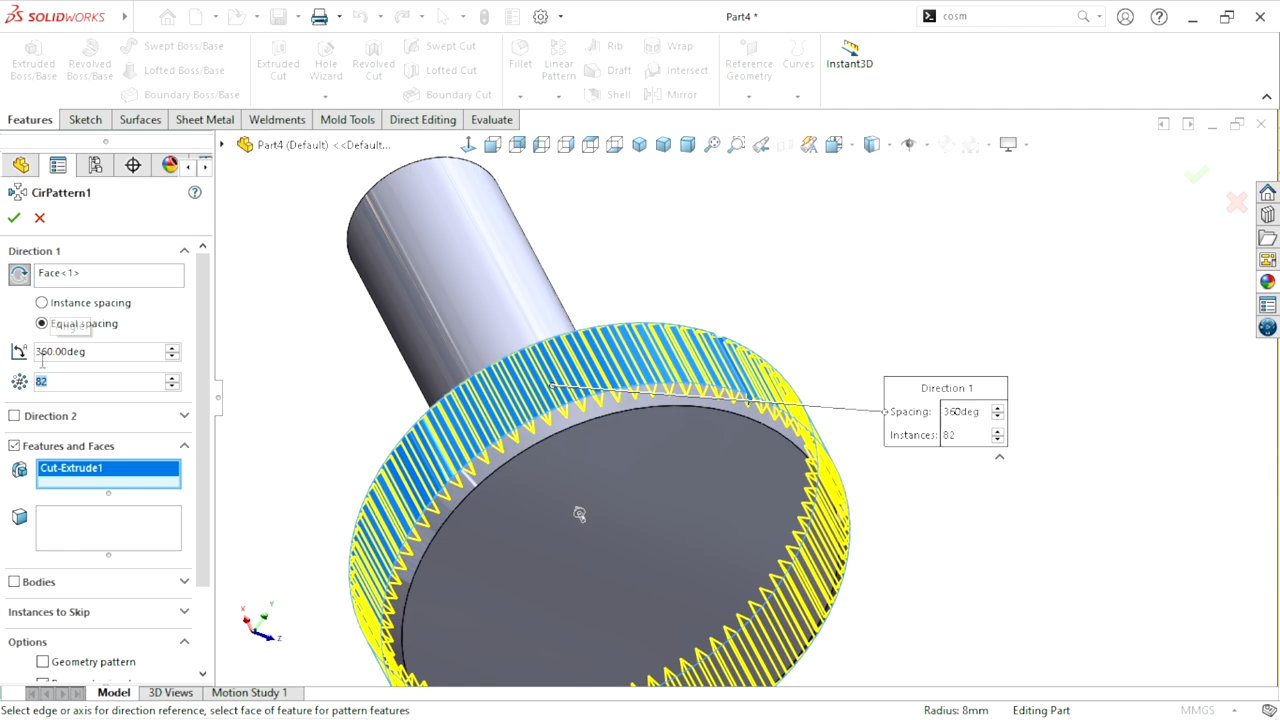 SOLIDWORKS
Part4 *
cosm
Extruded Boss/Base
Revolved Boss/Base
Swept Boss/Base
Lofted Boss/Base
Boundary Boss/Base
Extruded Cut
Hole Wizard
Revolved Cut
Swept Cut
Lofted Cut
Boundary Cut
Fillet
Linear Pattern
Rib
Draft
Shell
Wrap
Intersect
Mirror
Reference Geometry
Curves
Instant3D
Features
Sketch
Surfaces
Sheet Metal
Weldments
Mold Tools
Direct Editing
Evaluate
Part4 (Default) <<Default...
CirPattern1
Direction 1
Face<1>
Instance spacing
Equal spacing
360.00deg
82
Direction 2
Features and Faces
Cut-Extrude1
Bodies
Instances to Skip
Options
Geometry pattern
Direction 1
Spacing: 360deg
Instances: 82
X
Y
Z
Model
3D Views
Motion Study 1
Select edge or axis for direction reference, select face of feature for pattern features
Radius: 8mm
Editing Part
MMGS